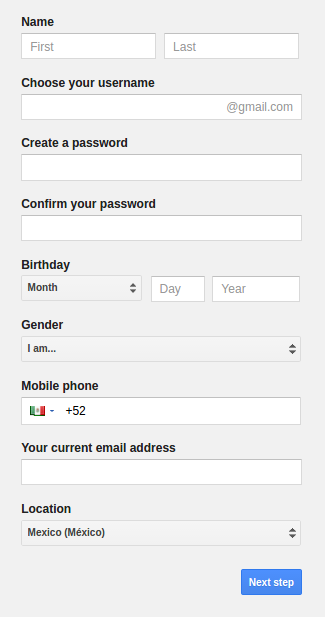 Name
First Last
Choose your username
@gmail.com
Create a password
Confirm your password
Birthday
Month Day Year
Gender
I am...
Mobile phone
+52
Your current email address
Location
Mexico (México)
Next step